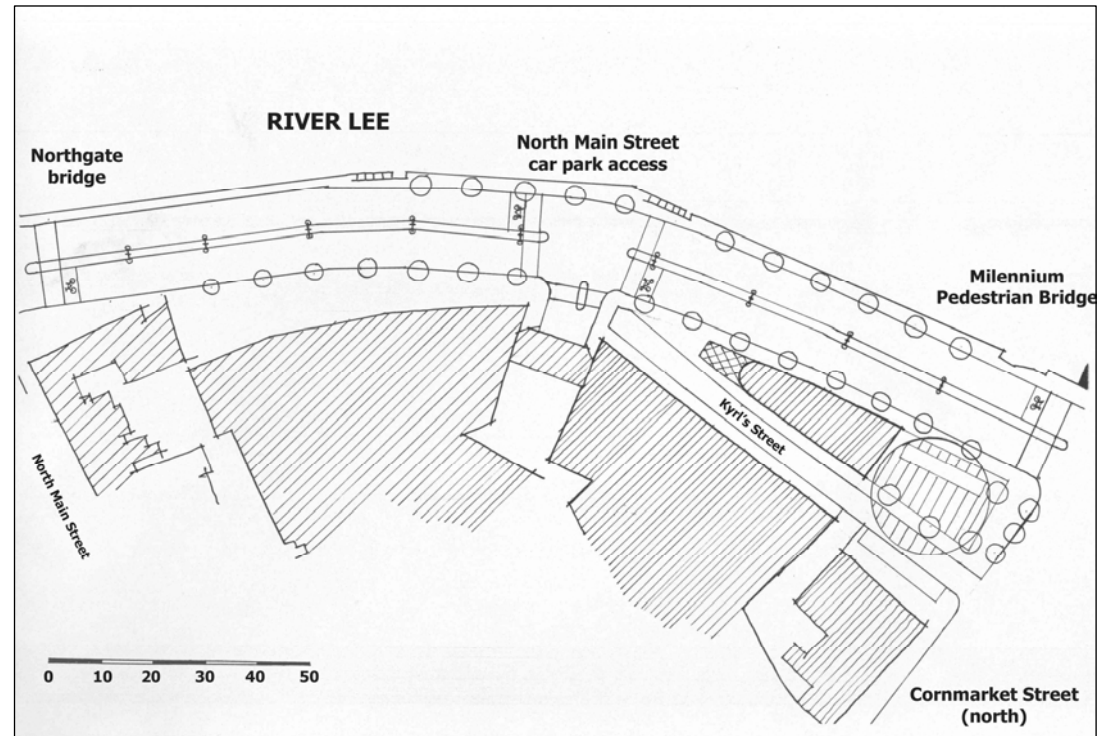 RIVER LEE
Northgate
bridge
North Main Street
car park access
Milennium
Pedestrian Bridge
Kyrl's Street
North Main Street
0 10 20 30 40 50
Cornmarket Street
(north)